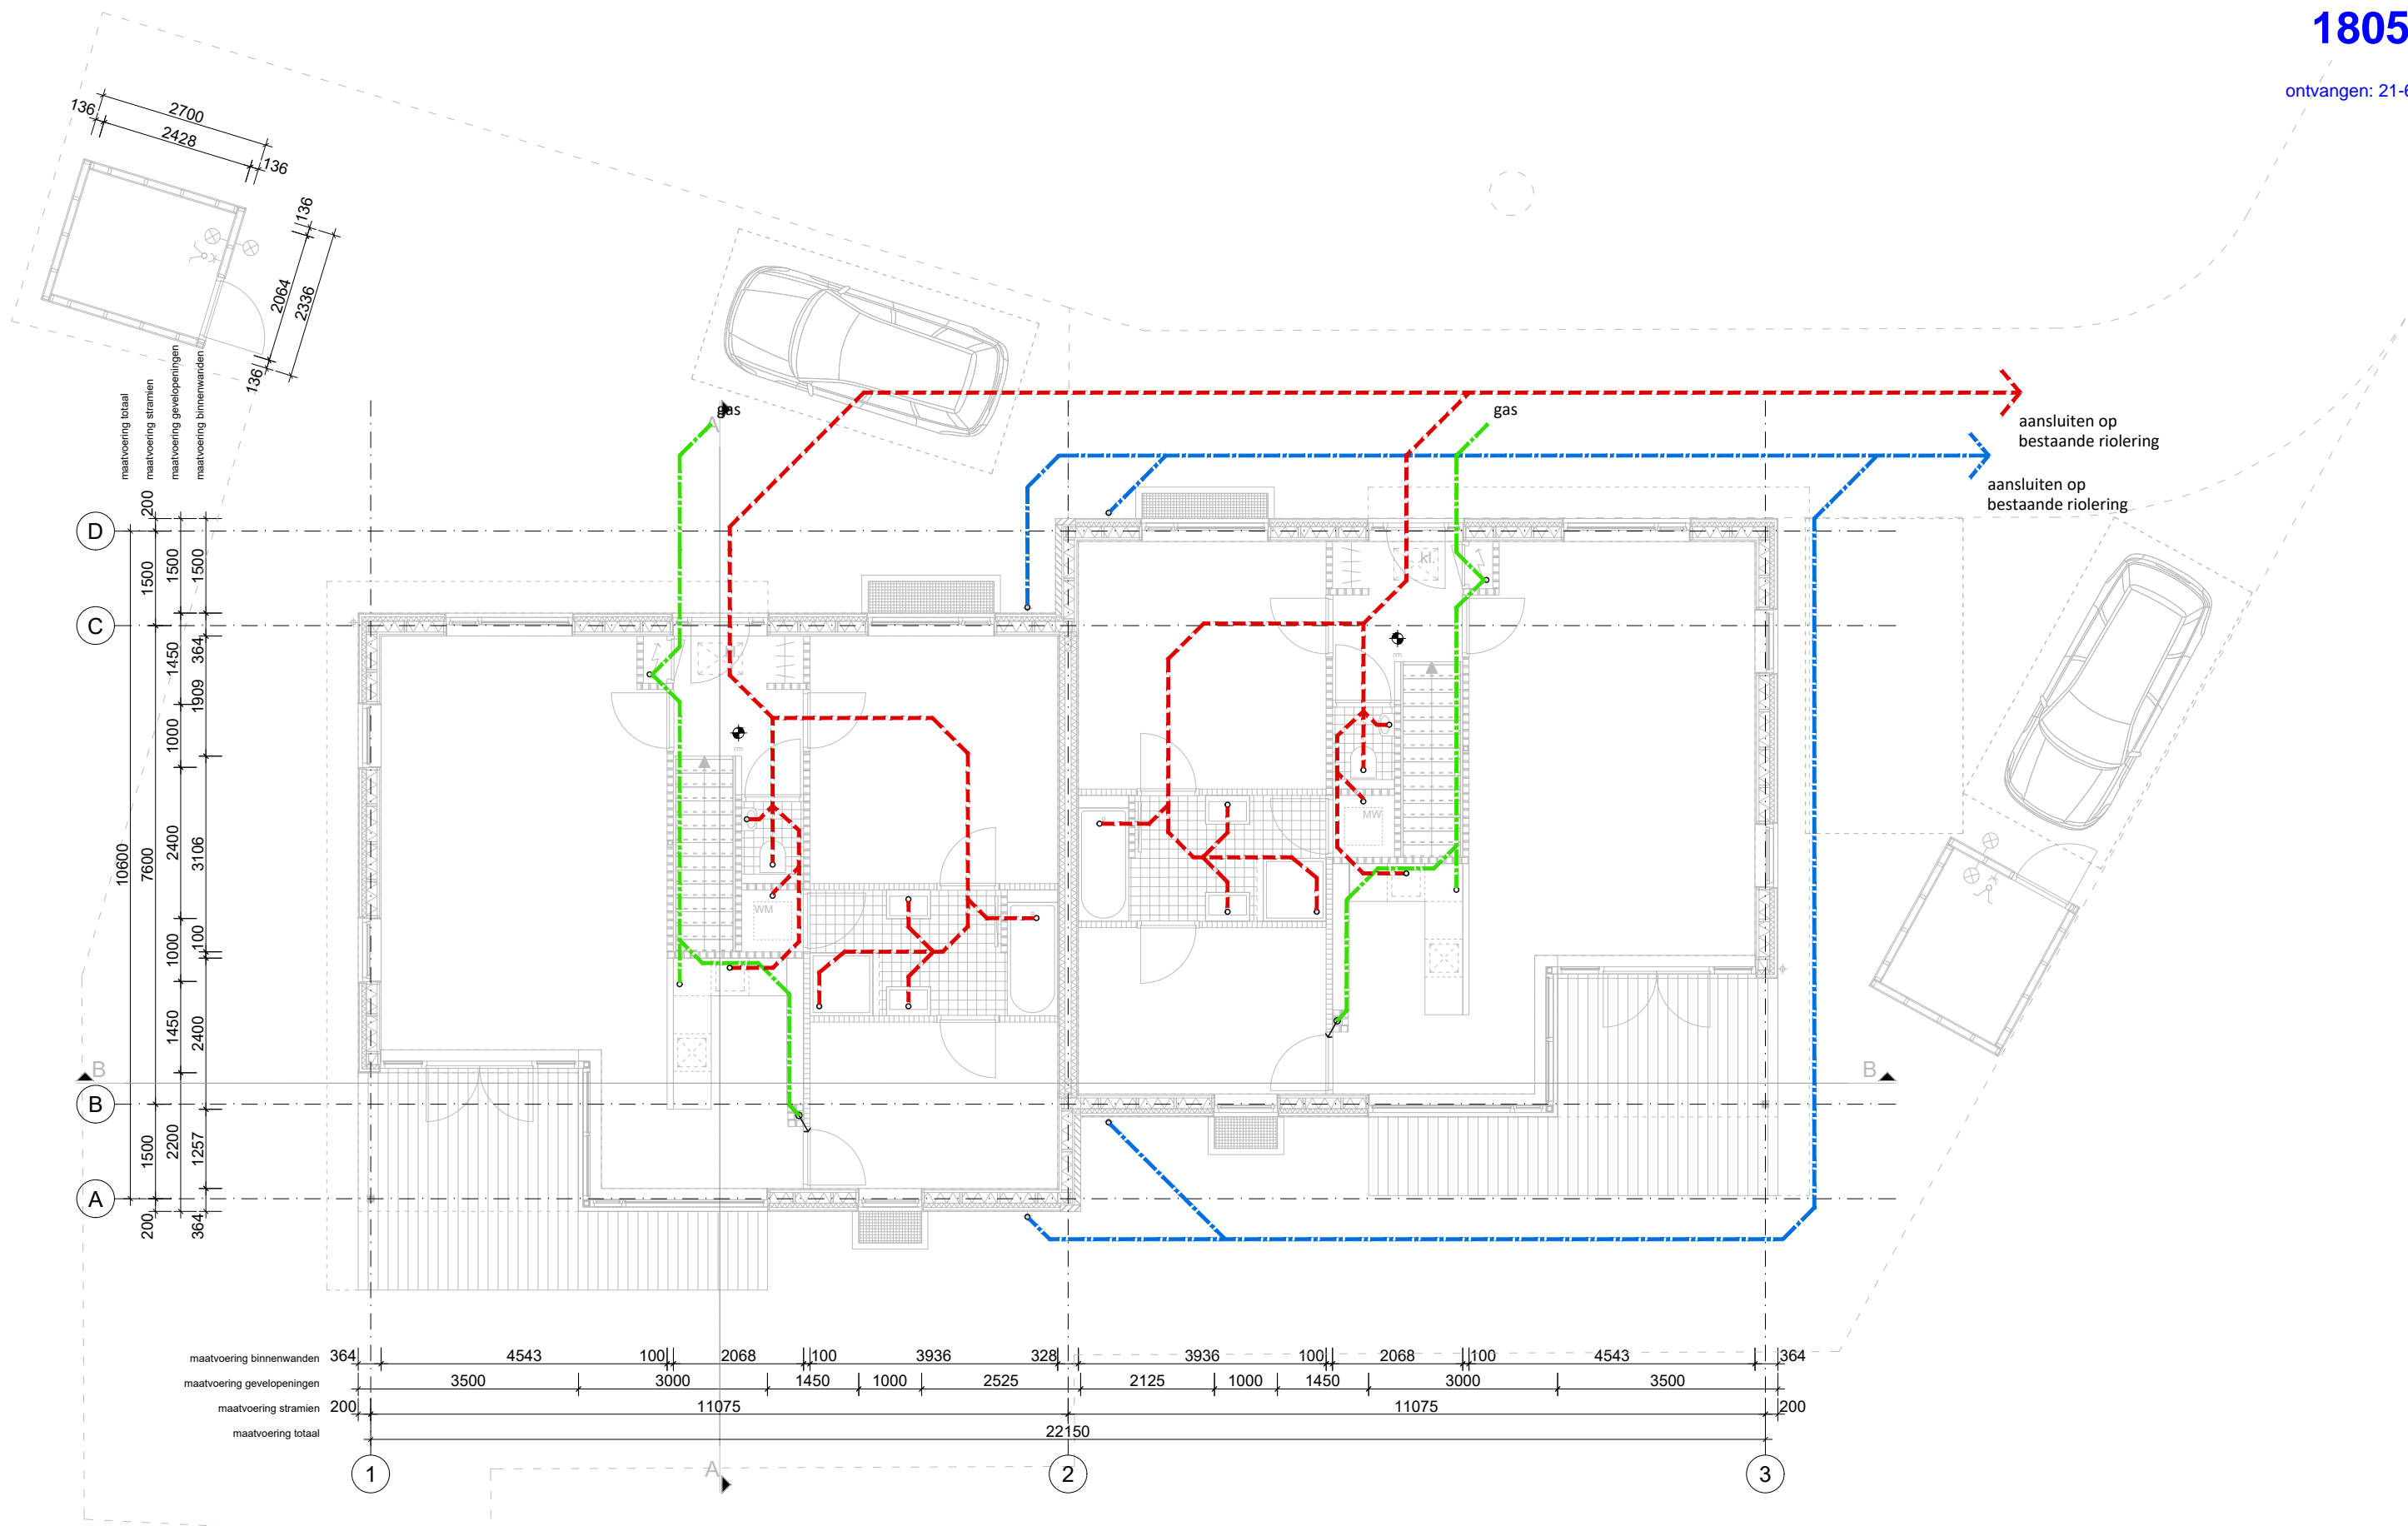 1805
ontvangen: 21-6
136
2700
2428
136
136
2064
2336
136
maatvoering totaal
maatvoering stramien
maatvoering gevelopeningen
maatvoering binnenwanden
gas
A
gas
aansluiten op
bestaande riolering
aansluiten op
bestaande riolering
D
C
B
A
200
1500
7600
1500
200
10600
1500
1450
1000
2400
1000
1450
2200
1500
364
1909
3106
100
2400
1257
364
kl.
MW
WM
B
B
maatvoering binnenwanden 364 4543 100 2068 100 3936 328 3936 100 2068 100 4543 364
maatvoering gevelopeningen 3500 3000 1450 1000 2525 2125 1000 1450 3000 3500
maatvoering stramien 200 11075 11075 200
maatvoering totaal 22150
A
1 2 3